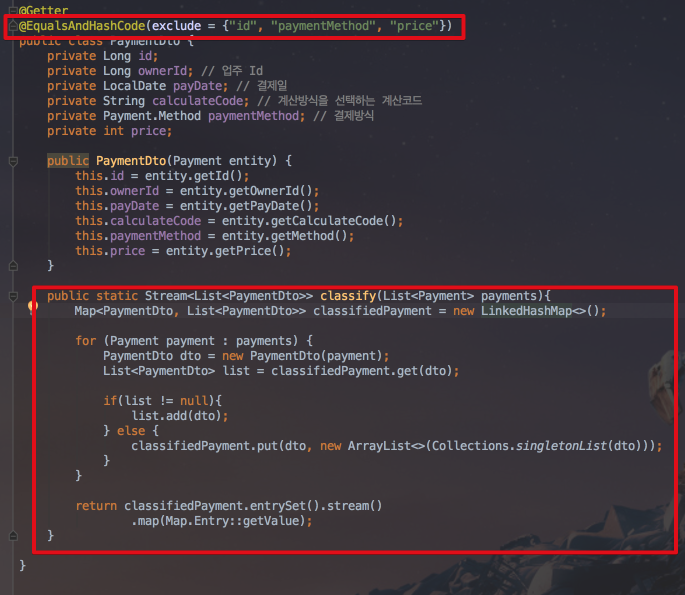 @Getter
@EqualsAndHashCode(exclude = {"id", "paymentMethod", "price"})
public class PaymentDto {
    private Long id;
    private Long ownerId; // 업주 Id
    private LocalDate payDate; // 결제일
    private String calculateCode; // 계산방식을 선택하는 계산코드
    private Payment.Method paymentMethod; // 결제방식
    private int price;

    public PaymentDto(Payment entity) {
        this.id = entity.getId();
        this.ownerId = entity.getOwnerId();
        this.payDate = entity.getPayDate();
        this.calculateCode = entity.getCalculateCode();
        this.paymentMethod = entity.getMethod();
        this.price = entity.getPrice();
    }

    public static Stream<List<PaymentDto>> classify(List<Payment> payments){
        Map<PaymentDto, List<PaymentDto>> classifiedPayment = new LinkedHashMap<>();

        for (Payment payment : payments) {
            PaymentDto dto = new PaymentDto(payment);
            List<PaymentDto> list = classifiedPayment.get(dto);

            if(list != null){
                list.add(dto);
            } else {
                classifiedPayment.put(dto, new ArrayList<>(Collections.singletonList(dto)));
            }
        }

        return classifiedPayment.entrySet().stream()
                .map(Map.Entry::getValue);
    }

}